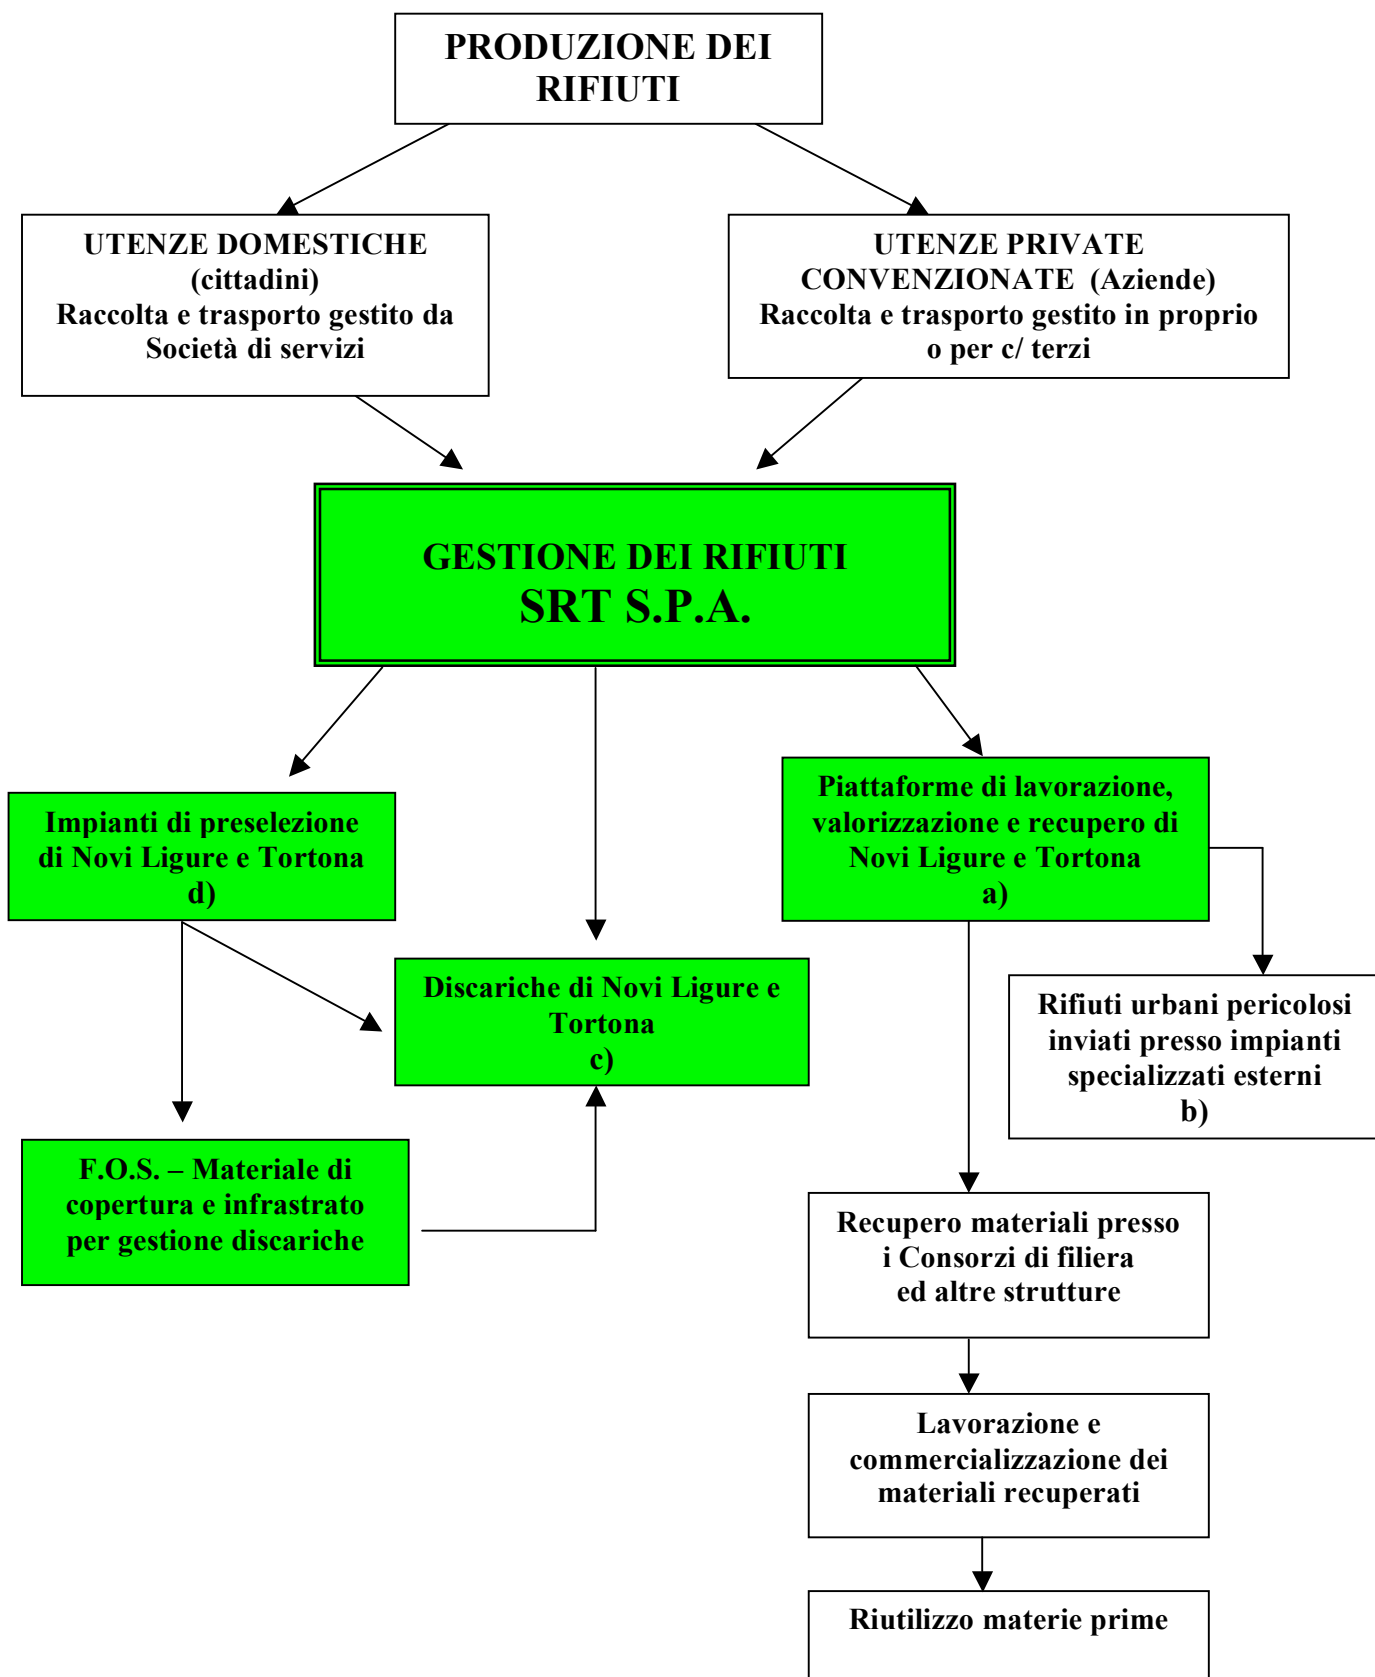 PRODUZIONE DEI
RIFIUTI
UTENZE DOMESTICHE
(cittadini)
Raccolta e trasporto gestito da
Società di servizi
UTENZE PRIVATE
CONVENZIONATE (Aziende)
Raccolta e trasporto gestito in proprio
o per c/ terzi
GESTIONE DEI RIFIUTI
SRT S.P.A.
Impianti di preselezione
di Novi Ligure e Tortona
d)
Piattaforme di lavorazione,
valorizzazione e recupero di
Novi Ligure e Tortona
a)
Discariche di Novi Ligure e
Tortona
c)
Rifiuti urbani pericolosi
inviati presso impianti
specializzati esterni
b)
F.O.S. – Materiale di
copertura e infrastrato
per gestione discariche
Recupero materiali presso
i Consorzi di filiera
ed altre strutture
Lavorazione e
commercializzazione dei
materiali recuperati
Riutilizzo materie prime